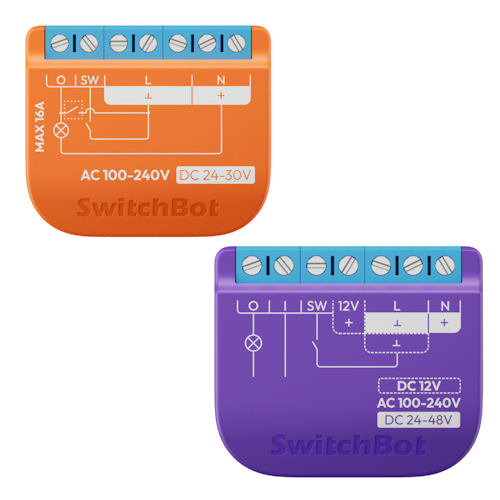 O SW L N
⊥ +
MAX 16A
AC 100-240V DC 24-30V
SwitchBot
O I SW 12V L N
+ ⊥ +
⊥
DC 12V
AC 100-240V
DC 24-48V
SwitchBot